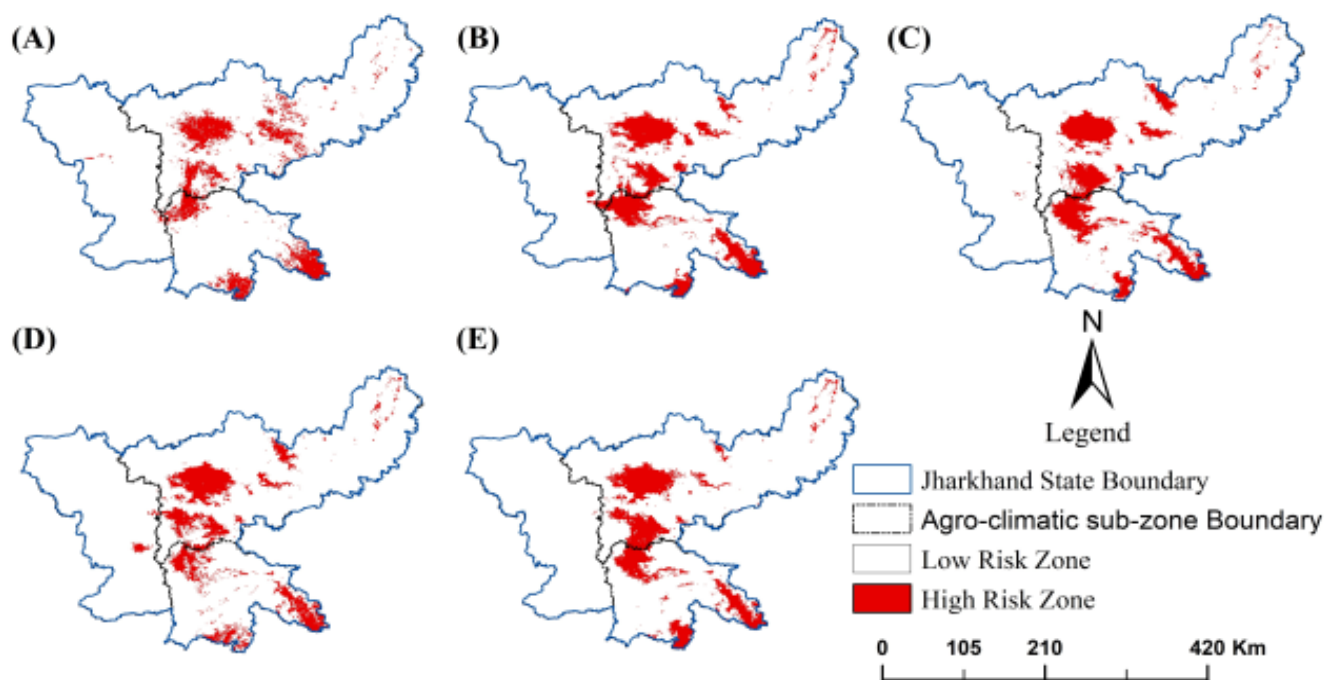 (A)
(B)
(C)
(D)
(E)
N
Legend
Jharkhand State Boundary
Agro-climatic sub-zone Boundary
Low Risk Zone
High Risk Zone
0 105 210 420 Km